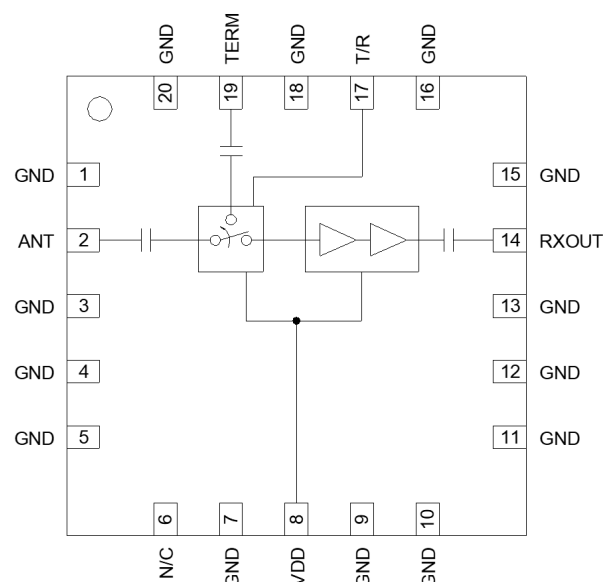 GND
TERM
GND
T/R
GND
20
19
18
17
16
GND 1
15 GND
ANT 2
14 RXOUT
GND 3
13 GND
GND 4
12 GND
GND 5
11 GND
6
7
8
9
10
N/C
GND
VDD
GND
GND